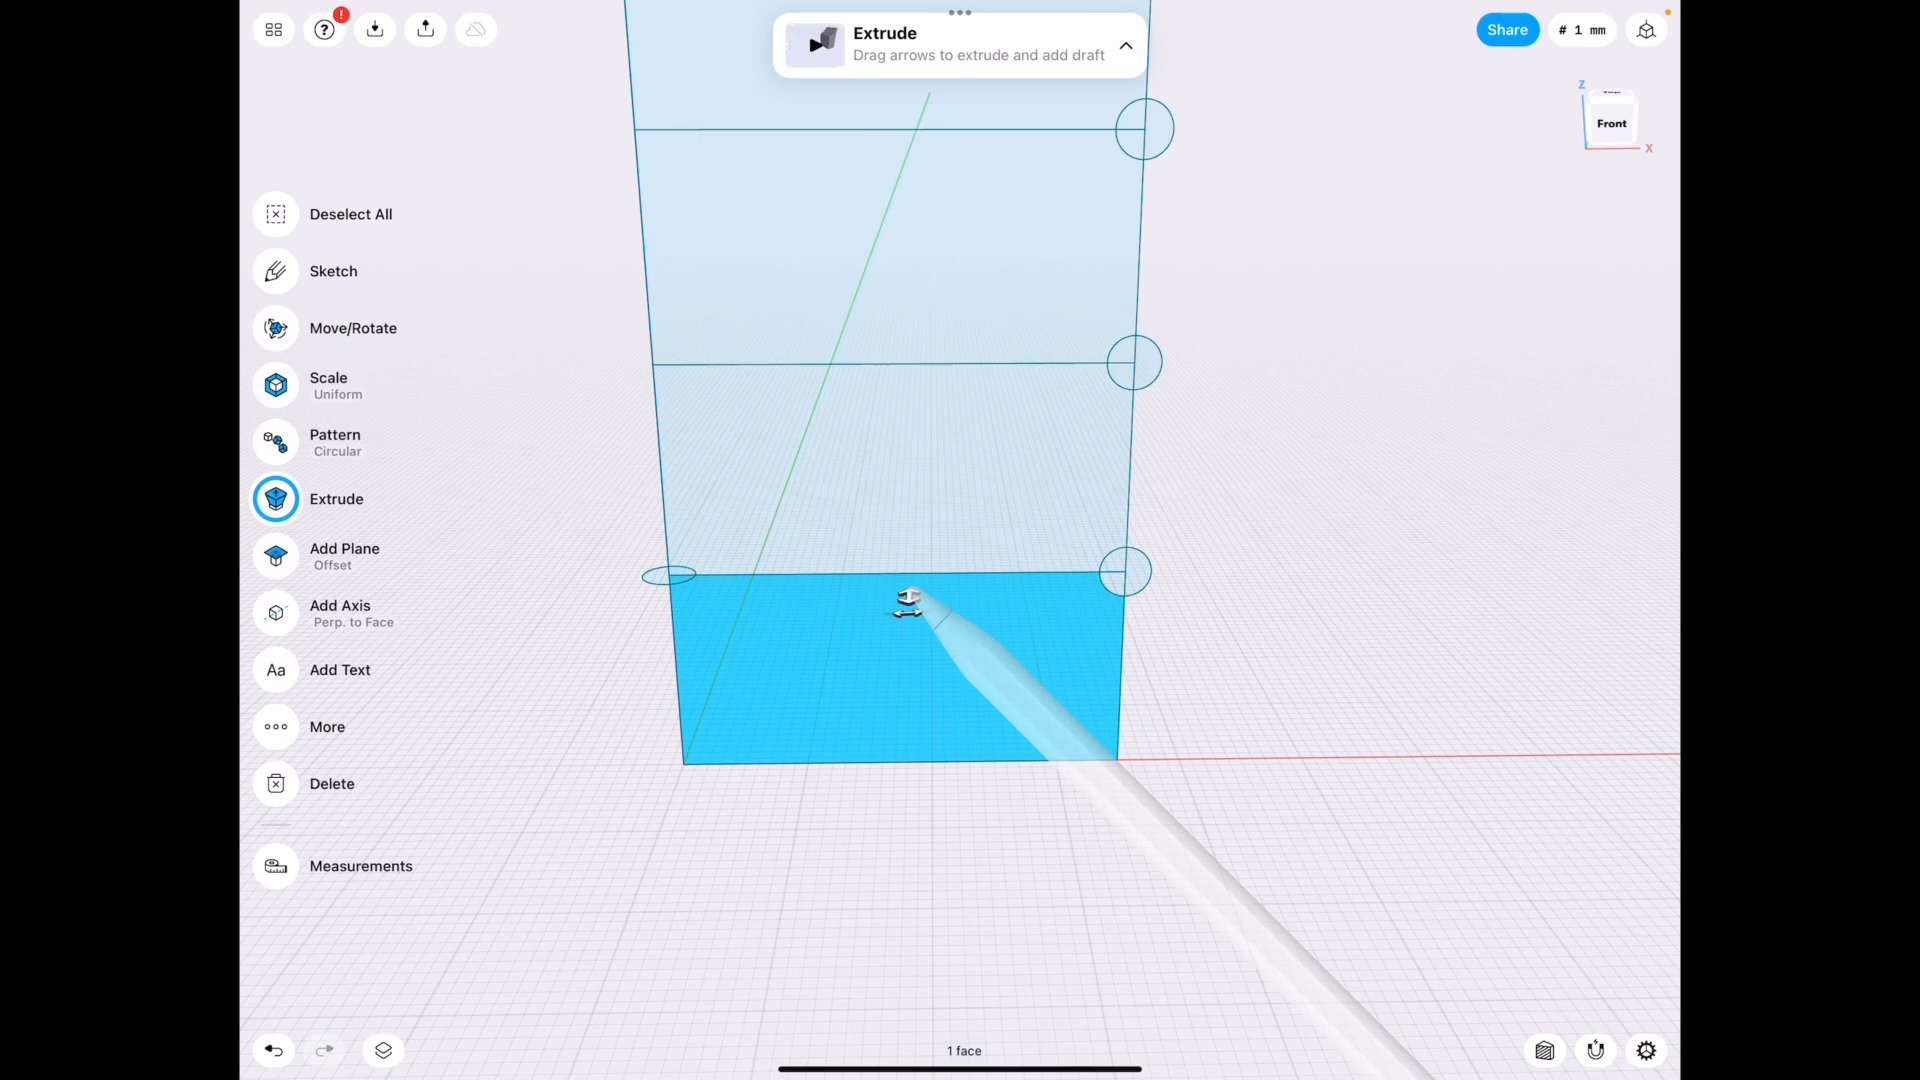 !
?
Extrude
Drag arrows to extrude and add draft
Share
# 1 mm
Z
Front
X
Deselect All
Sketch
Move/Rotate
Scale
Uniform
Pattern
Circular
Extrude
Add Plane
Offset
Add Axis
Perp. to Face
Aa
Add Text
More
Delete
Measurements
1 face